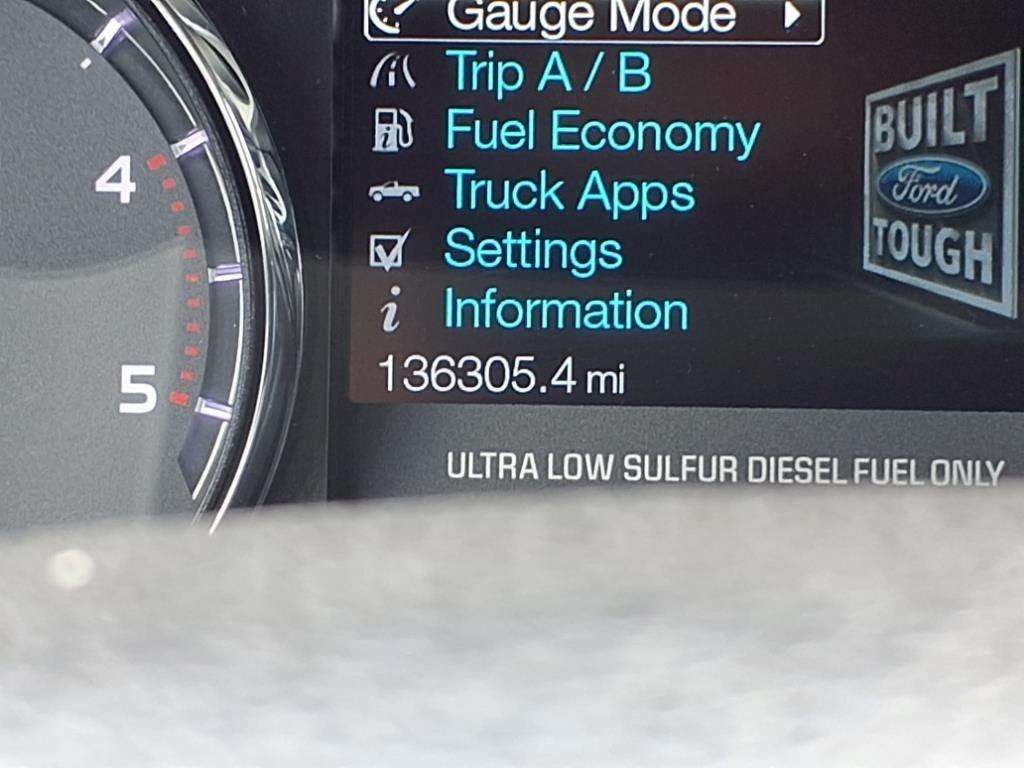 Gauge Mode
Trip A / B
Fuel Economy
Truck Apps
Settings
Information
136305.4 mi
BUILT
Ford
TOUGH
4
5
ULTRA LOW SULFUR DIESEL FUEL ONLY